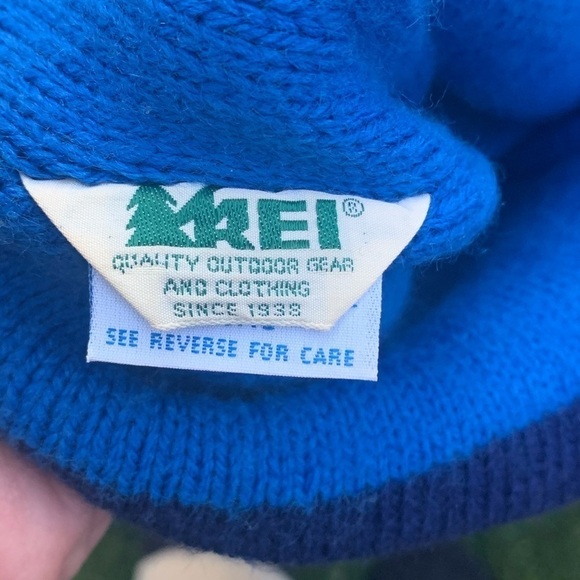 REI®
QUALITY OUTDOOR GEAR
AND CLOTHING
SINCE 1938
SEE REVERSE FOR CARE